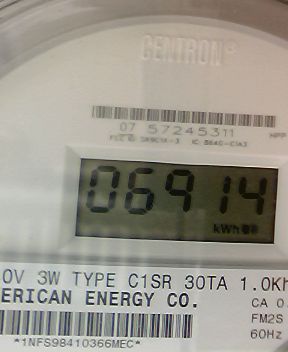 CENTRON®
07 57245311
06914
kWh
0V 3W TYPE C1SR 30TA 1.0Kh
ERICAN ENERGY CO.
CA 0.
FM2S
60Hz
*1NFS98410366MEC*